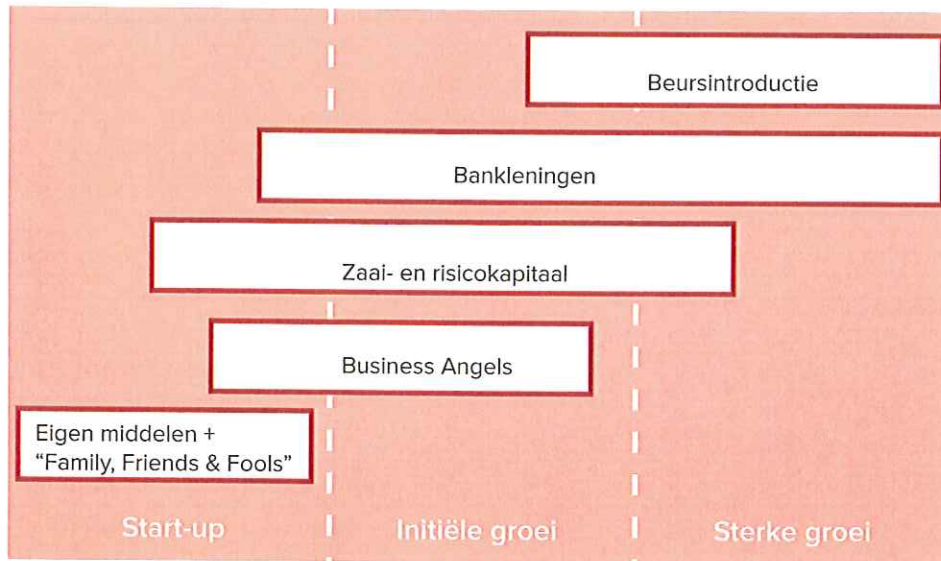 Beursintroductie
Bankleningen
Zaai- en risicokapitaal
Business Angels
Eigen middelen +
“Family, Friends & Fools”
Start-up
Initiële groei
Sterke groei